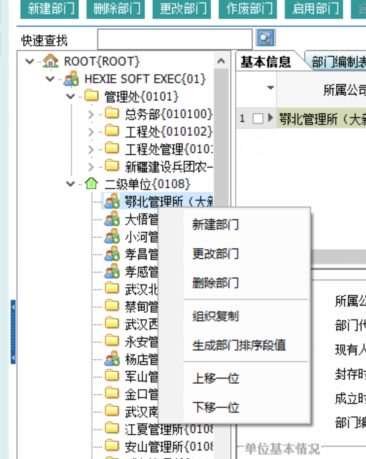 新建部门 删除部门 更改部门 作废部门 启用部门
快速查找
ROOT{ROOT}
HEXIE SOFT EXEC{01}
管理处{0101}
总务部{010100}
工程处{010102}
工程处管理{010
新疆建设兵团农一
二级单位{0108}
鄂北管理所（大新
大悟管
小河管
孝昌管
孝感管
武汉北
蔡甸管
武汉西
永安管
杨店管
军山管
金口管
武汉南
江夏管理所{0108
安山管理所{0108
新建部门
更改部门
删除部门
组织复制
生成部门排序段值
上移一位
下移一位
基本信息 部门编制表
所属公司
1 鄂北管理所（大新
所属公
部门代
现有人
封存时
成立时
部门编
单位基本情况